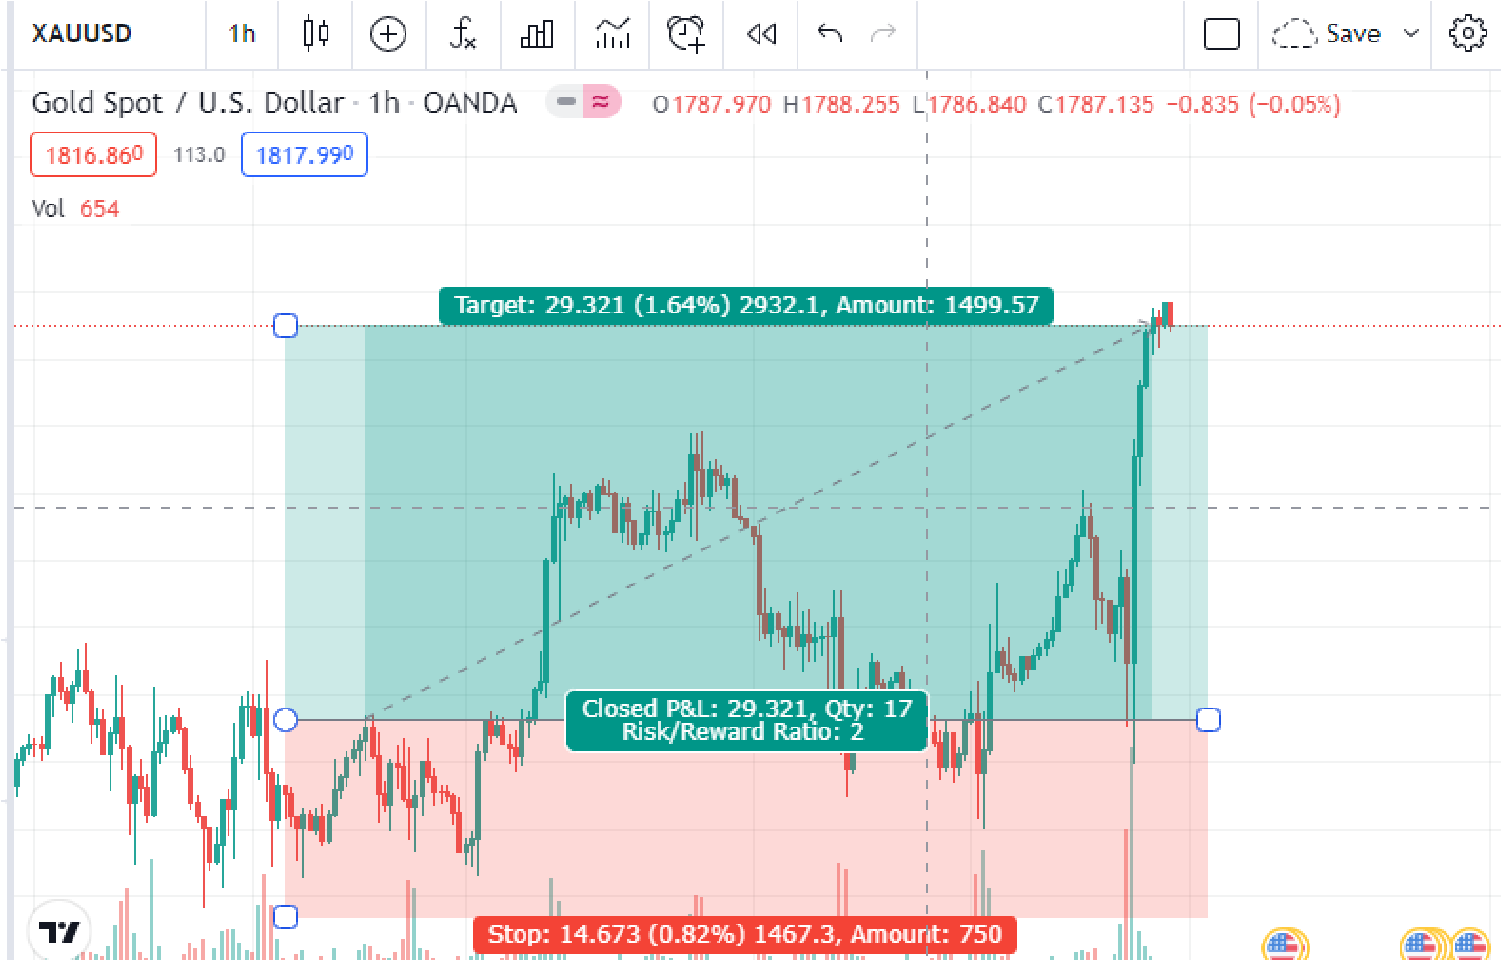 XAUUSD 1h Save
Gold Spot / U.S. Dollar · 1h · OANDA O1787.970 H1788.255 L1786.840 C1787.135 −0.835 (−0.05%)
1816.860 113.0 1817.990
Vol 654
Target: 29.321 (1.64%) 2932.1, Amount: 1499.57
Closed P&L: 29.321, Qty: 17
Risk/Reward Ratio: 2
Stop: 14.673 (0.82%) 1467.3, Amount: 750